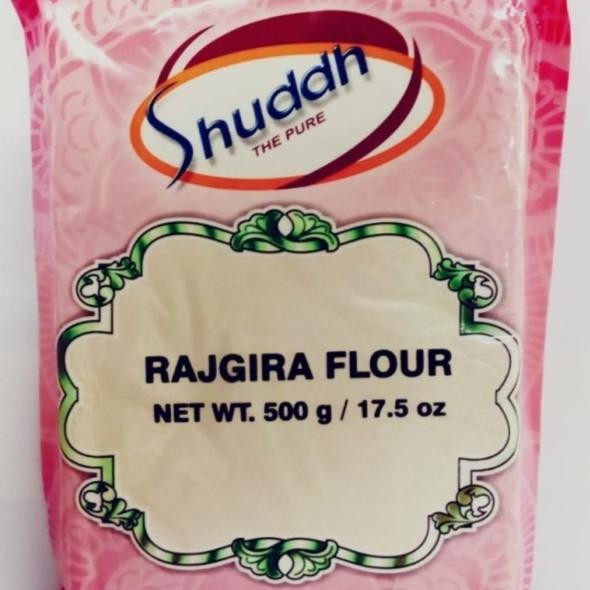 Shuddh
THE PURE
RAJGIRA FLOUR
NET WT. 500 g / 17.5 oz